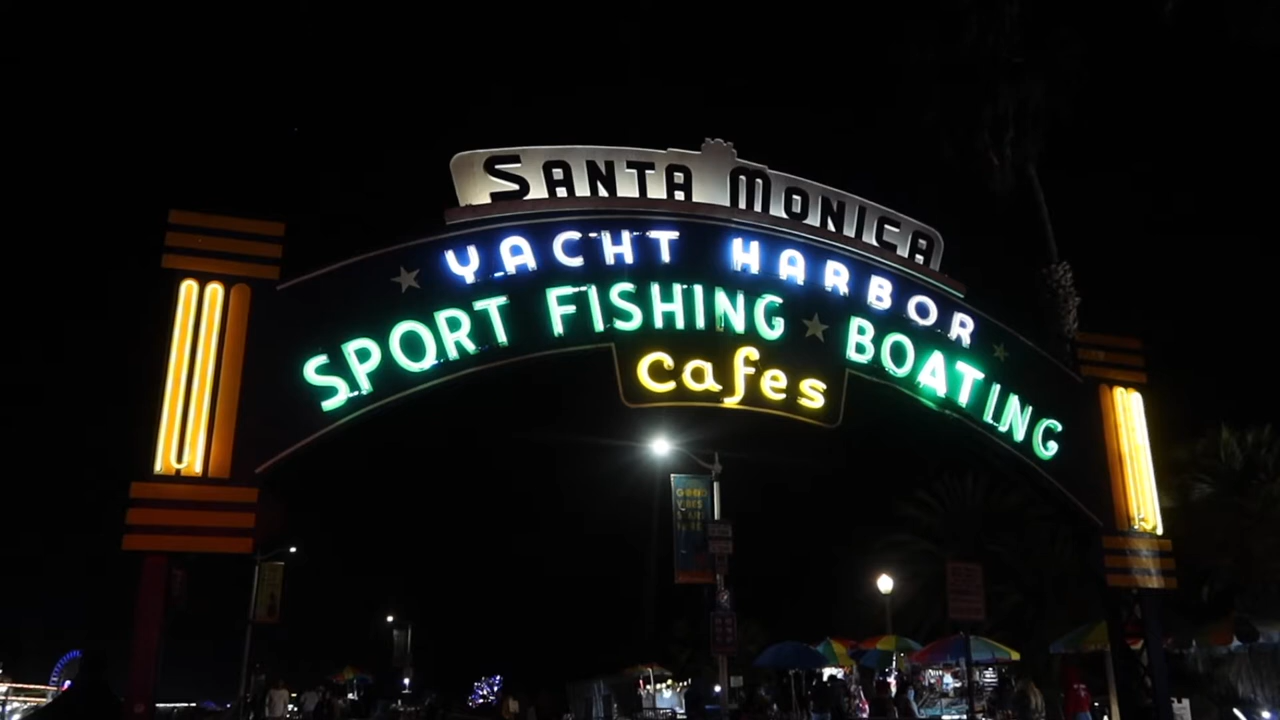 SANTA MONICA
YACHT HARBOR
SPORT FISHING ★ BOATING
cafes